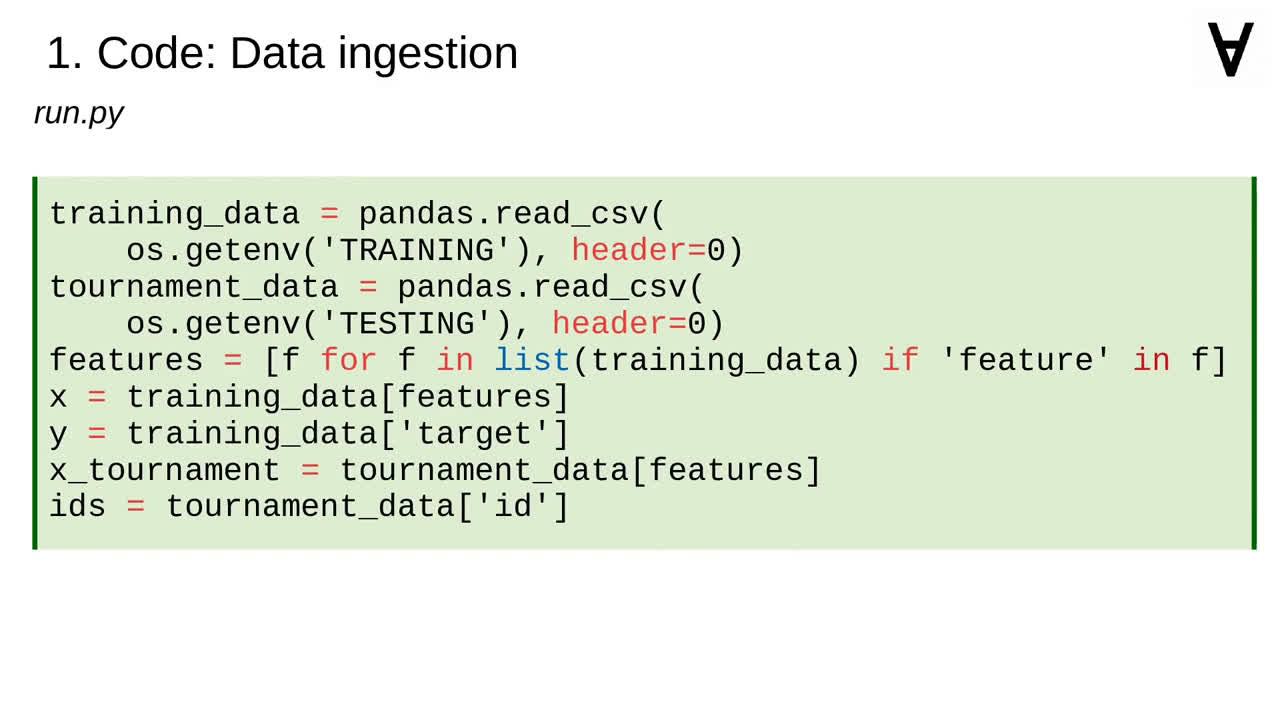 1. Code: Data ingestion
∀
run.py
training_data = pandas.read_csv(
    os.getenv('TRAINING'), header=0)
tournament_data = pandas.read_csv(
    os.getenv('TESTING'), header=0)
features = [f for f in list(training_data) if 'feature' in f]
x = training_data[features]
y = training_data['target']
x_tournament = tournament_data[features]
ids = tournament_data['id']